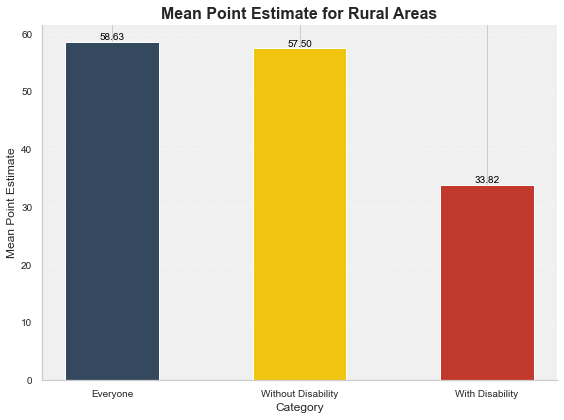 Mean Point Estimate for Rural Areas
60
50
40
30
20
10
0
Mean Point Estimate
58.63
57.50
33.82
Everyone
Without Disability
With Disability
Category